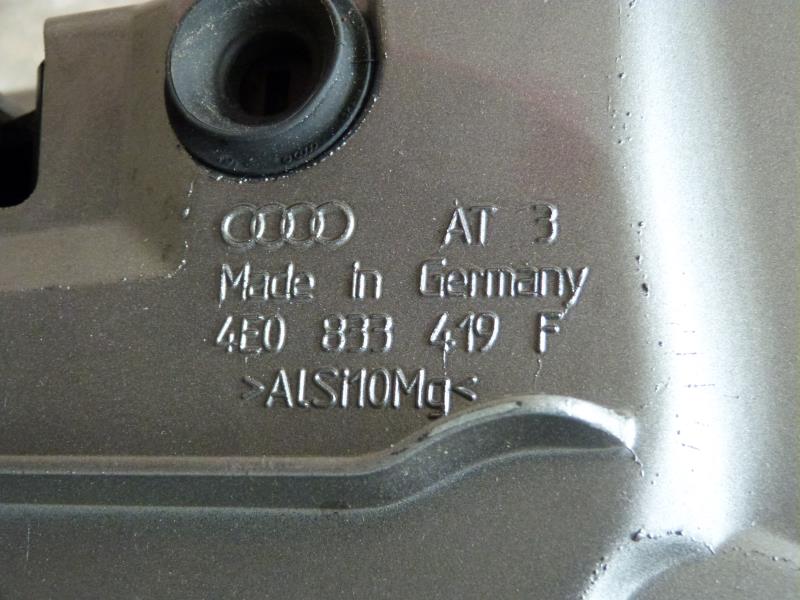 AT 3
Made in Germany
4E0 833 419 F
>AlSi10Mg<